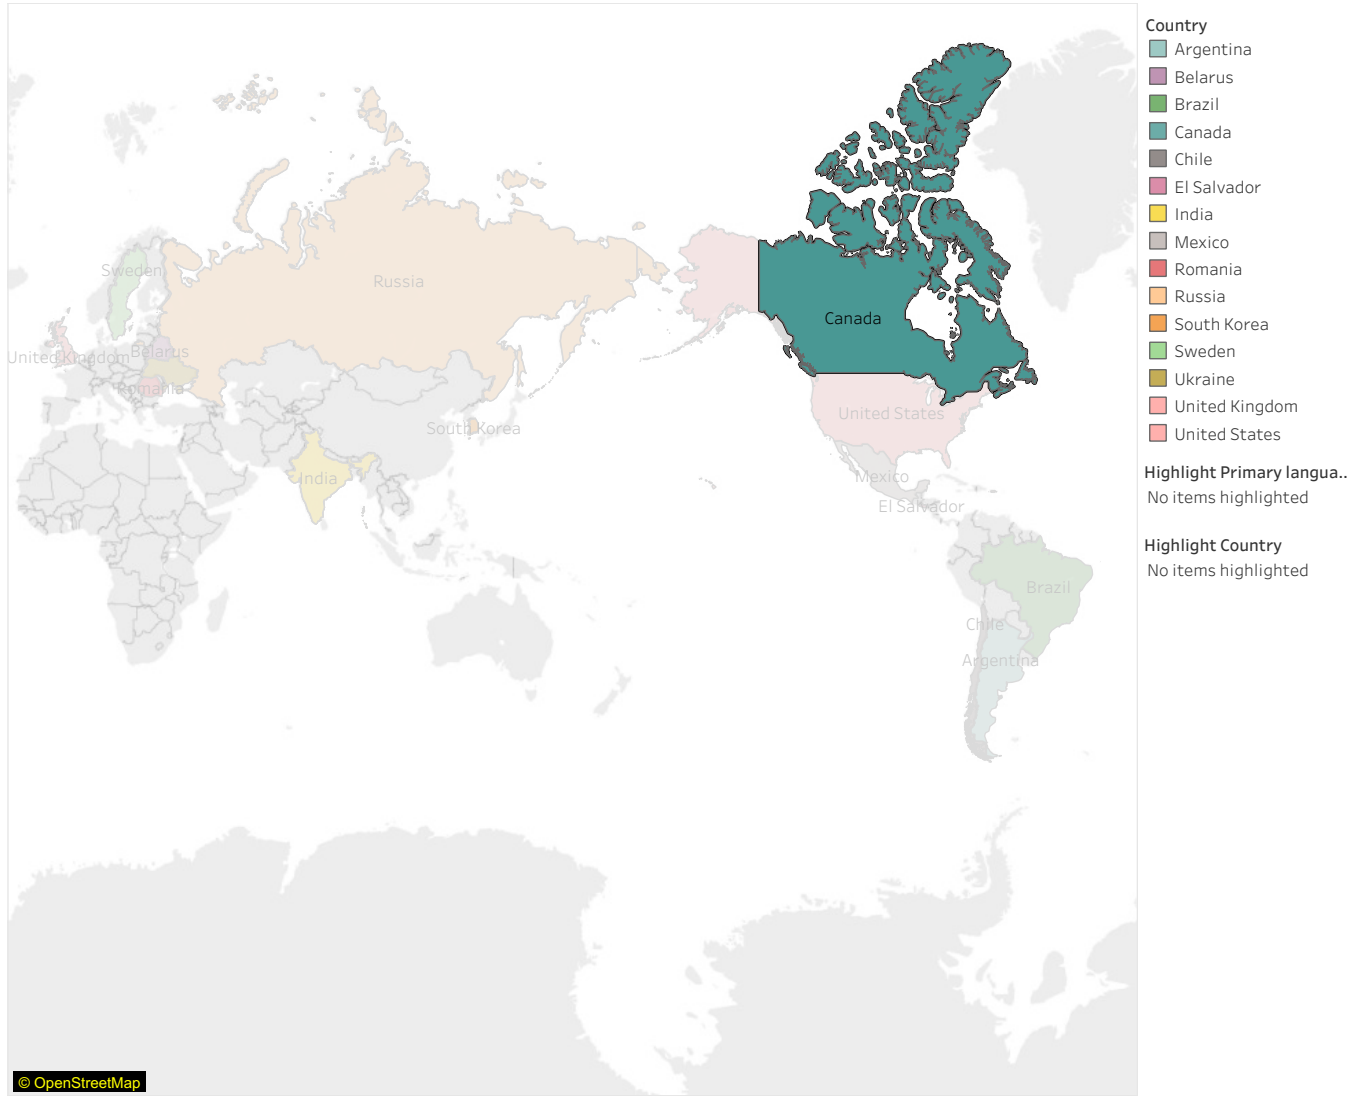 Country
Argentina
Belarus
Brazil
Canada
Chile
El Salvador
India
Mexico
Romania
Russia
South Korea
Sweden
Ukraine
United Kingdom
United States
Highlight Primary langua..
No items highlighted
Highlight Country
No items highlighted
Sweden
Russia
Canada
United Kingdom
Belarus
Romania
United States
South Korea
India
Mexico
El Salvador
Brazil
Chile
Argentina
© OpenStreetMap